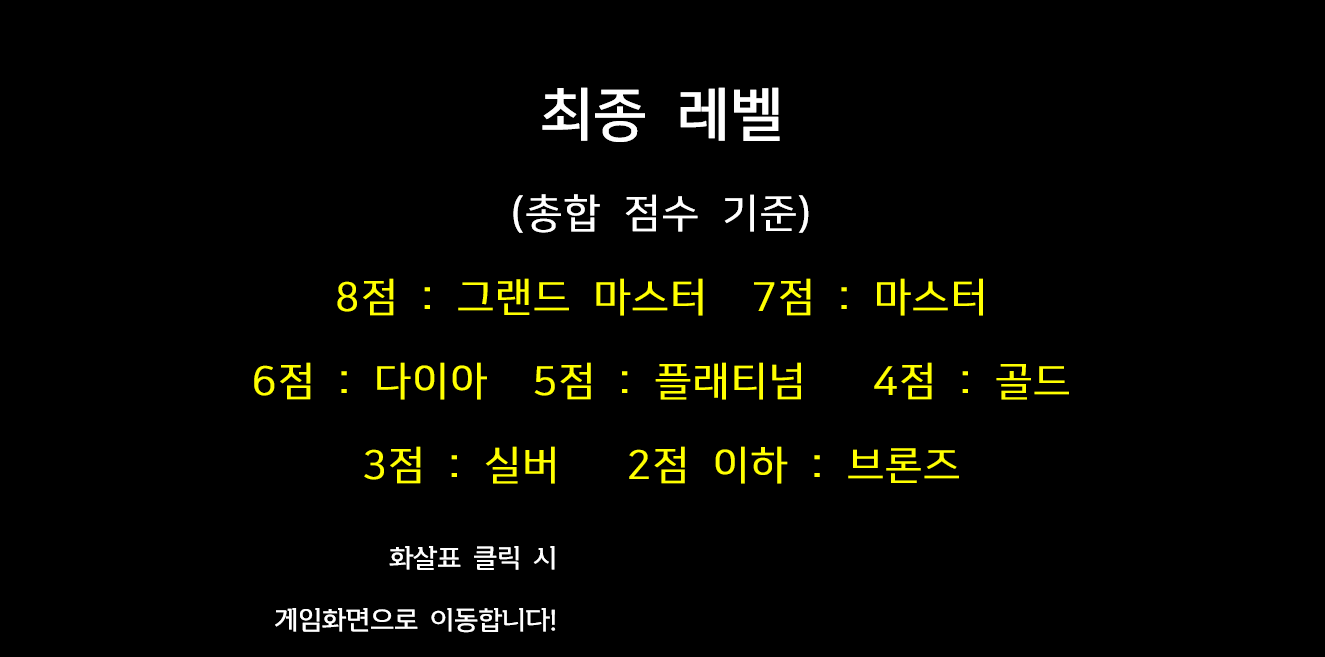 최종 레벨
(총합 점수 기준)
8점 : 그랜드 마스터 7점 : 마스터
6점 : 다이아 5점 : 플래티넘 4점 : 골드
3점 : 실버 2점 이하 : 브론즈
화살표 클릭 시
게임화면으로 이동합니다!